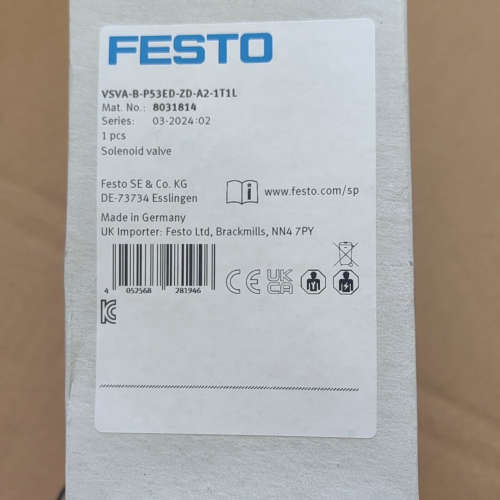 FESTO
VSVA-B-P53ED-ZD-A2-1T1L
Mat. No.: 8031814
Series: 03-2024:02
1 pcs
Solenoid valve
Festo SE & Co. KG
DE-73734 Esslingen
i www.festo.com/sp
Made in Germany
UK Importer: Festo Ltd, Brackmills, NN4 7PY
4 052568 281946
CE UK CA
KC